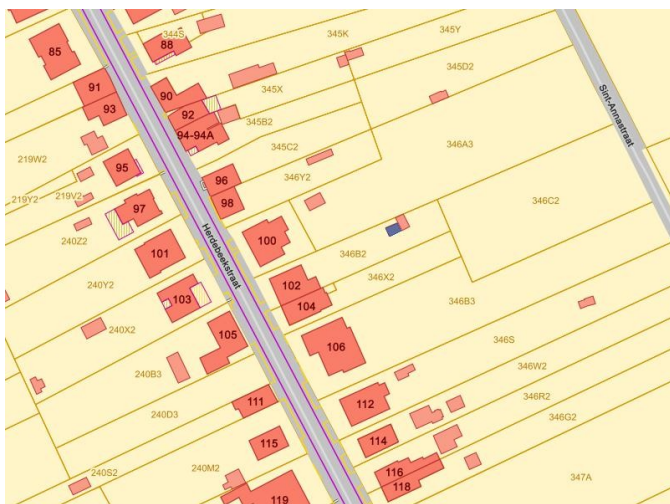 85
88
344S
345K
345Y
91
93
90
92
94-94A
345X
345B2
345D2
Sint-Annastraat
219W2
219V2
219Y2
95
96
98
345C2
346Y2
346A3
97
240Z2
Herdebeekstraat
100
346B2
346C2
101
240Y2
102
104
346X2
346B3
103
240X2
105
106
346S
240B3
346W2
111
112
346R2
240D3
346G2
115
114
240S2
240M2
116
118
347A
119